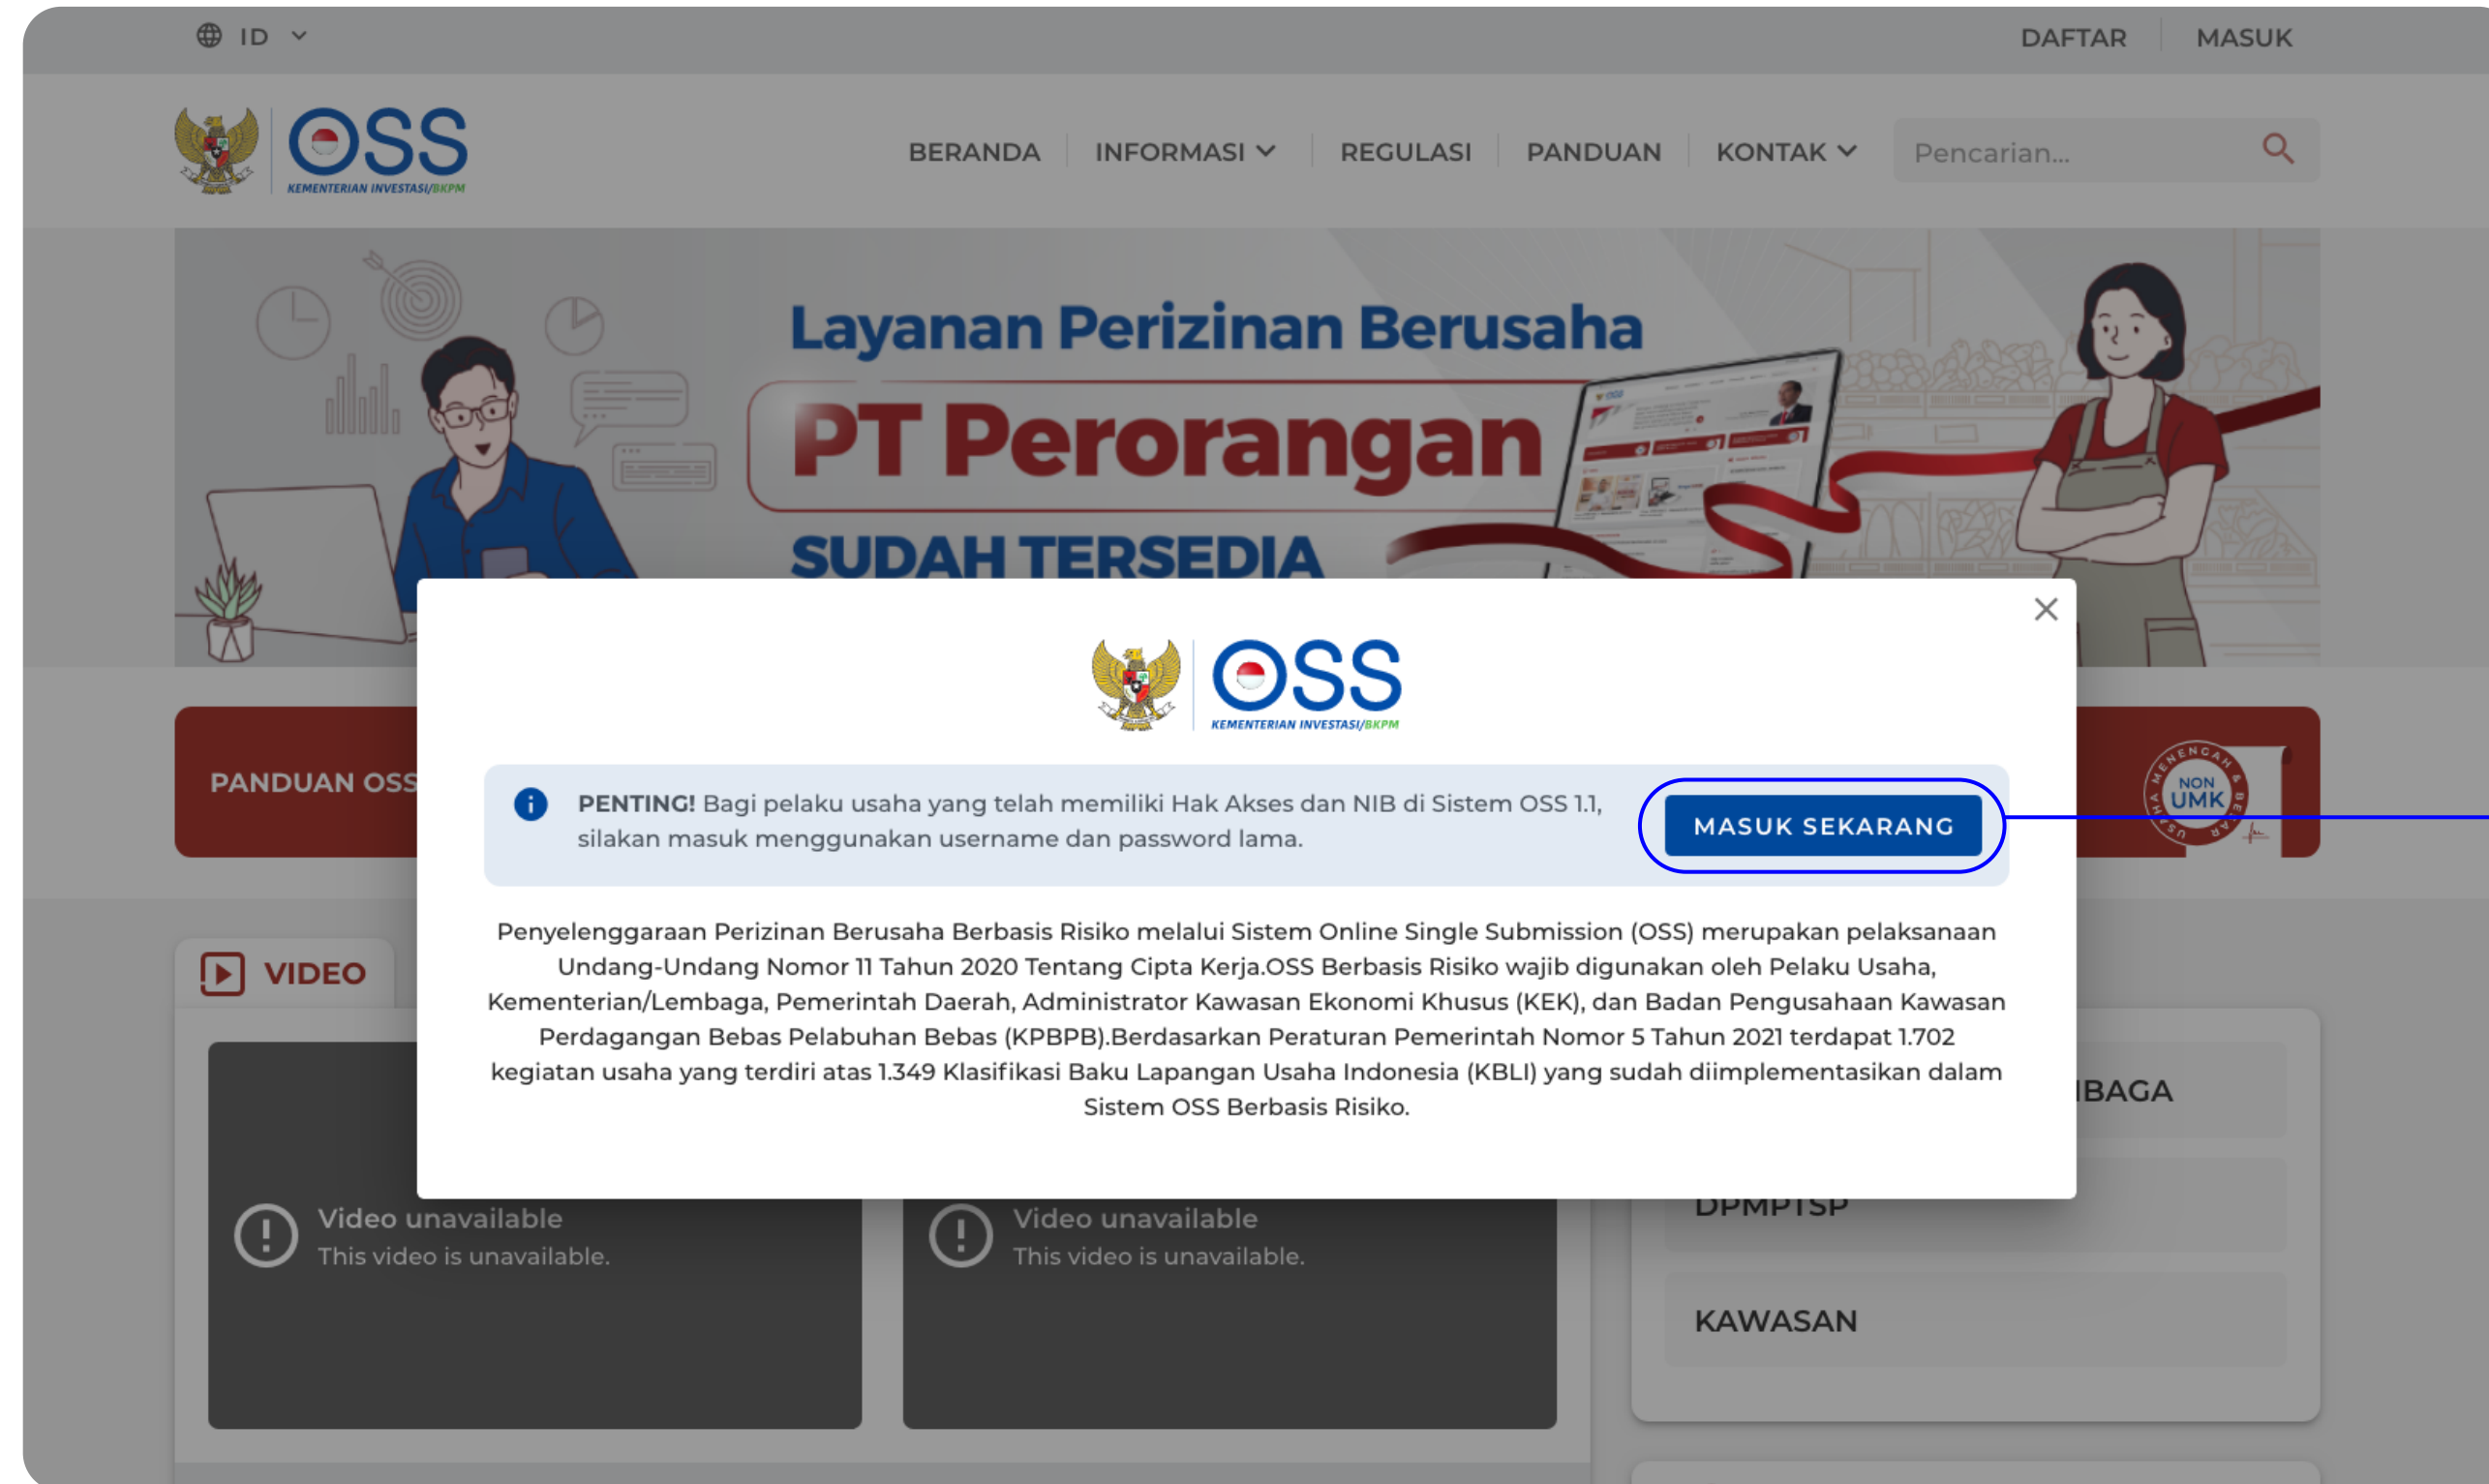 ID
DAFTAR
MASUK
OSS
KEMENTERIAN INVESTASI/BKPM
BERANDA
INFORMASI
REGULASI
PANDUAN
KONTAK
Pencarian...
Layanan Perizinan Berusaha
PT Perorangan
SUDAH TERSEDIA
OSS
KEMENTERIAN INVESTASI/BKPM
PANDUAN OSS
PENTING! Bagi pelaku usaha yang telah memiliki Hak Akses dan NIB di Sistem OSS 1.1,
silakan masuk menggunakan username dan password lama.
MASUK SEKARANG
USAHA MENENGAH & BESAR
NON
UMK
Penyelenggaraan Perizinan Berusaha Berbasis Risiko melalui Sistem Online Single Submission (OSS) merupakan pelaksanaan
Undang-Undang Nomor 11 Tahun 2020 Tentang Cipta Kerja.OSS Berbasis Risiko wajib digunakan oleh Pelaku Usaha,
Kementerian/Lembaga, Pemerintah Daerah, Administrator Kawasan Ekonomi Khusus (KEK), dan Badan Pengusahaan Kawasan
Perdagangan Bebas Pelabuhan Bebas (KPBPB).Berdasarkan Peraturan Pemerintah Nomor 5 Tahun 2021 terdapat 1.702
kegiatan usaha yang terdiri atas 1.349 Klasifikasi Baku Lapangan Usaha Indonesia (KBLI) yang sudah diimplementasikan dalam
Sistem OSS Berbasis Risiko.
VIDEO
Video unavailable
This video is unavailable.
Video unavailable
This video is unavailable.
BAGA
DPMPTSP
KAWASAN